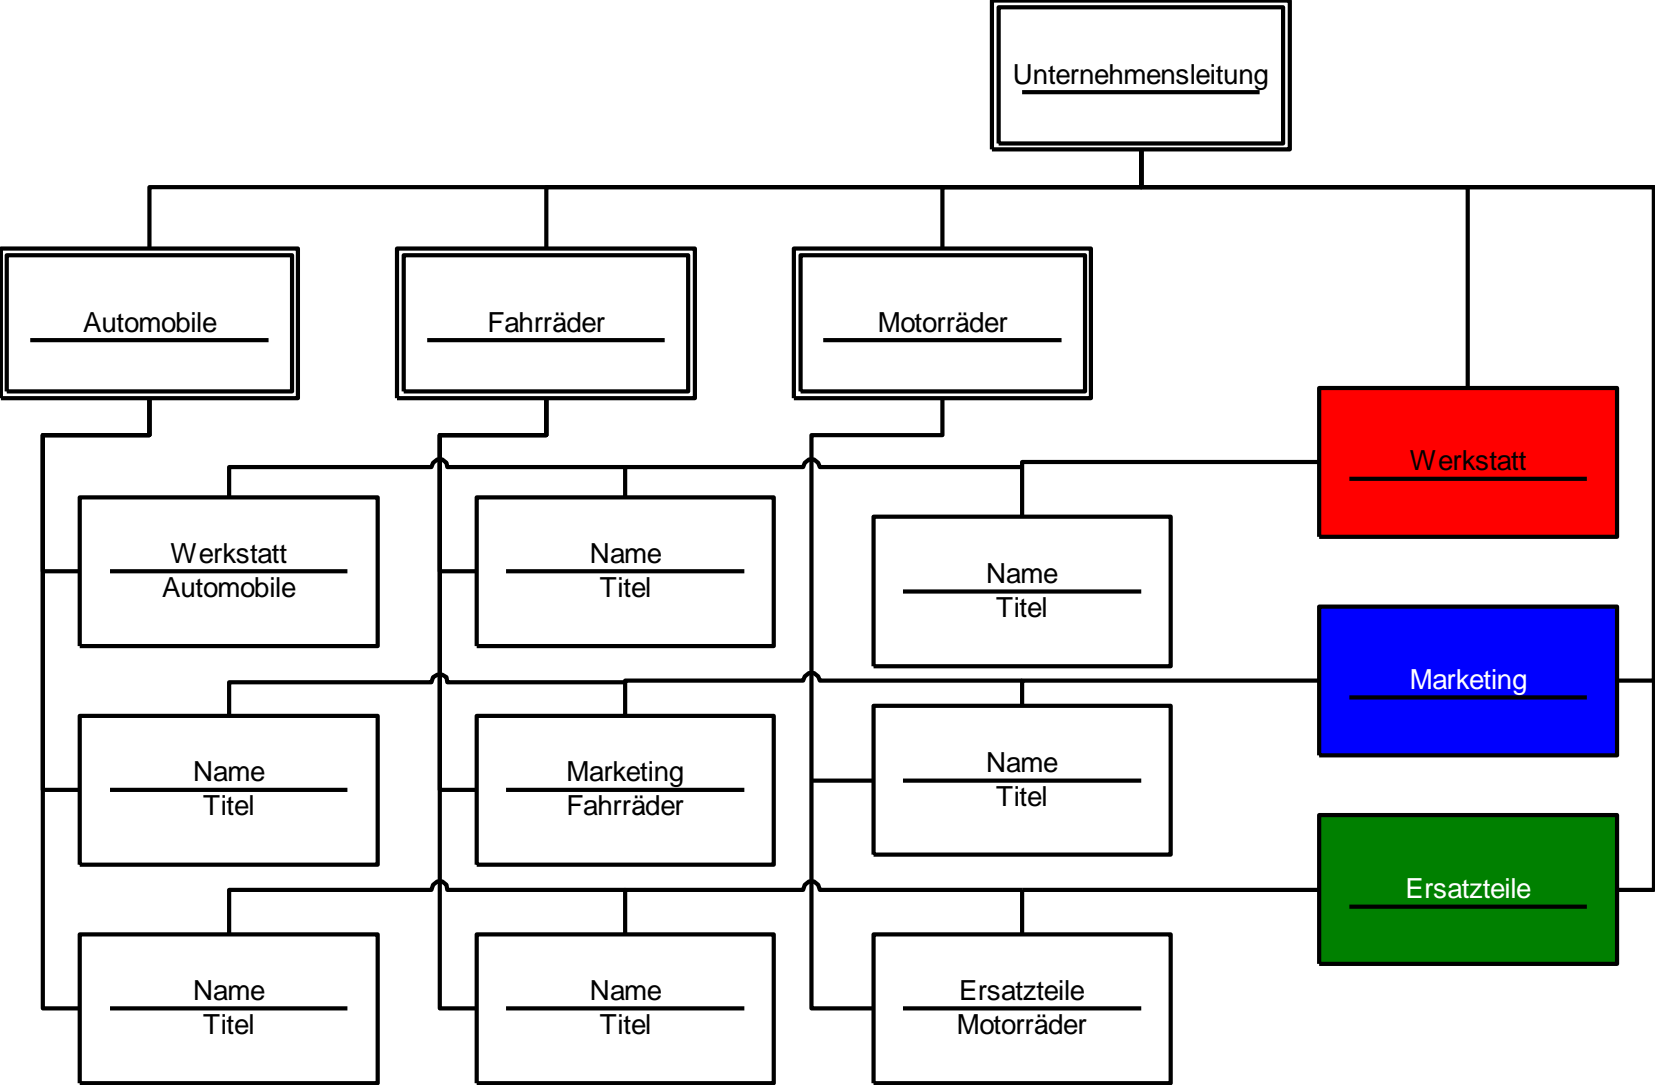 Unternehmensleitung
Automobile
Fahrräder
Motorräder
Werkstatt
Werkstatt
Automobile
Name
Titel
Name
Titel
Marketing
Name
Titel
Marketing
Fahrräder
Name
Titel
Ersatzteile
Name
Titel
Name
Titel
Ersatzteile
Motorräder